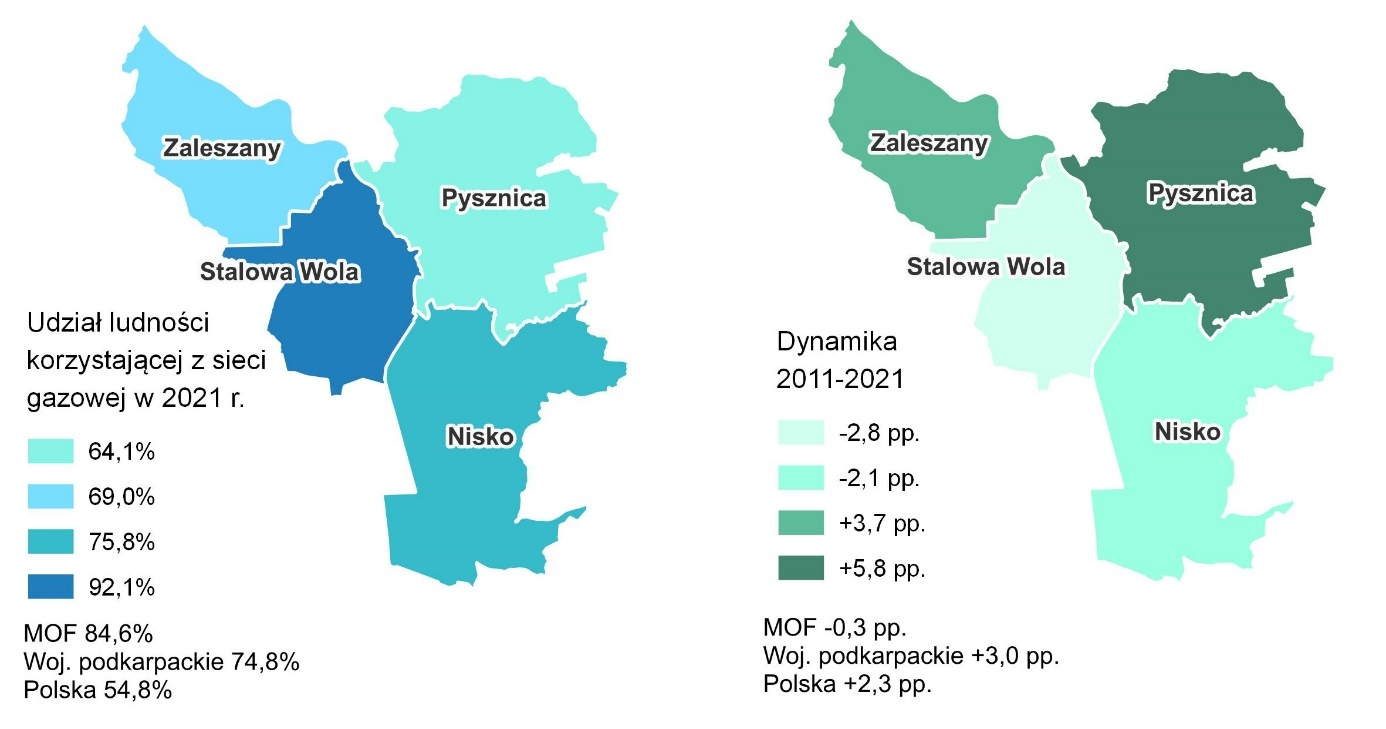 Zaleszany
Pysznica
Stalowa Wola
Nisko
Udział ludności
korzystającej z sieci
gazowej w 2021 r.
64,1%
69,0%
75,8%
92,1%
MOF 84,6%
Woj. podkarpackie 74,8%
Polska 54,8%
Zaleszany
Pysznica
Stalowa Wola
Nisko
Dynamika
2011-2021
-2,8 pp.
-2,1 pp.
+3,7 pp.
+5,8 pp.
MOF -0,3 pp.
Woj. podkarpackie +3,0 pp.
Polska +2,3 pp.